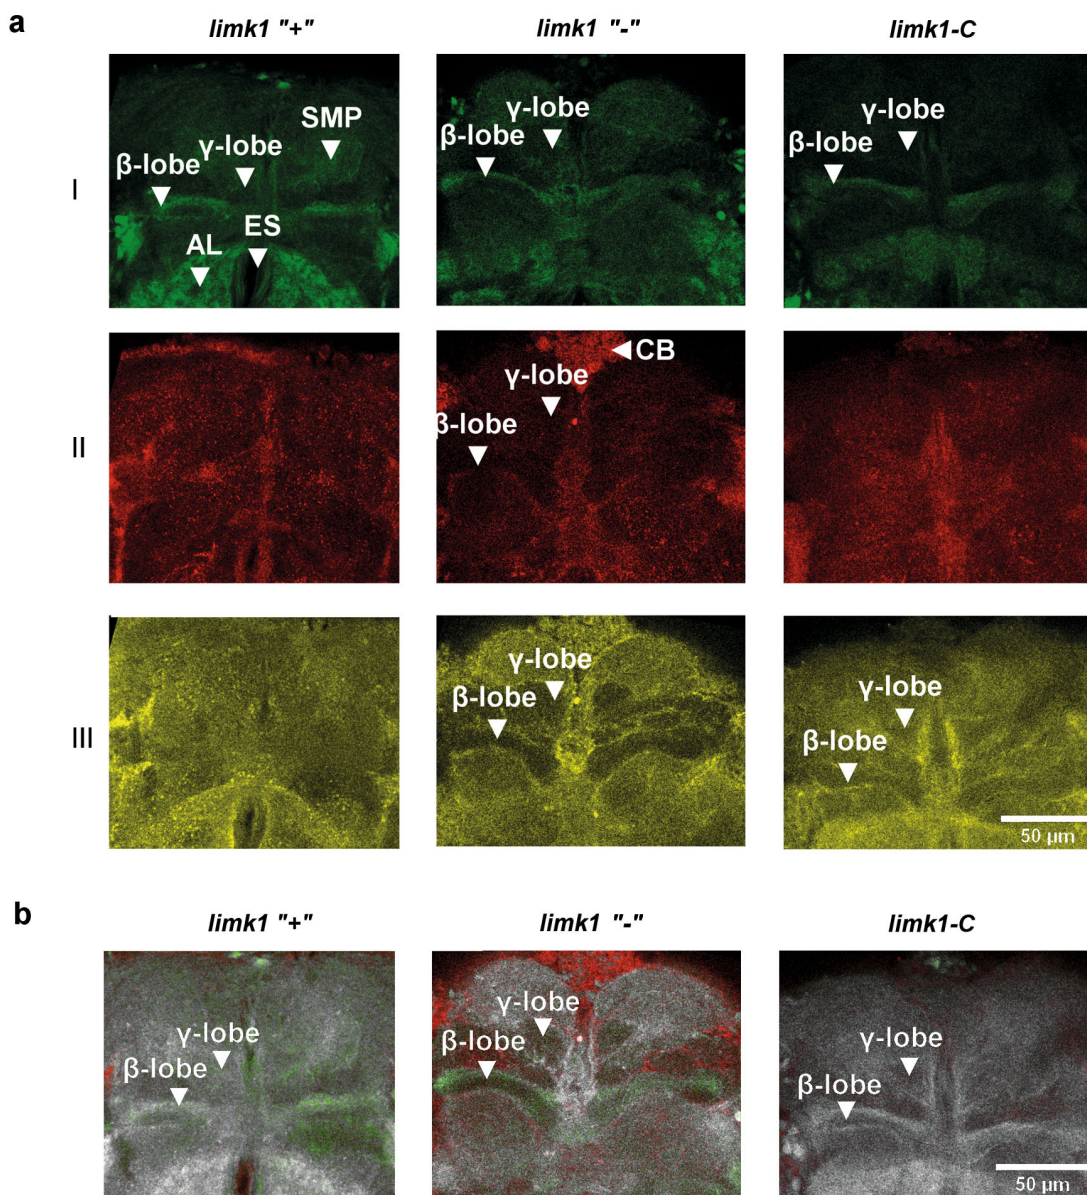 a
limk1 "+"
limk1 "-"
limk1-C
I
β-lobe
γ-lobe
SMP
AL
ES
γ-lobe
β-lobe
γ-lobe
β-lobe
II
CB
γ-lobe
β-lobe
III
γ-lobe
β-lobe
γ-lobe
β-lobe
50 µm
b
limk1 "+"
limk1 "-"
limk1-C
γ-lobe
β-lobe
γ-lobe
β-lobe
γ-lobe
β-lobe
50 µm